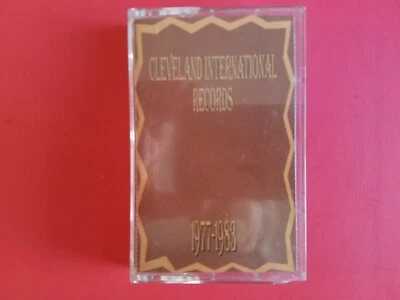 CLEVELAND INTERNATIONAL
RECORDS
1977-1983